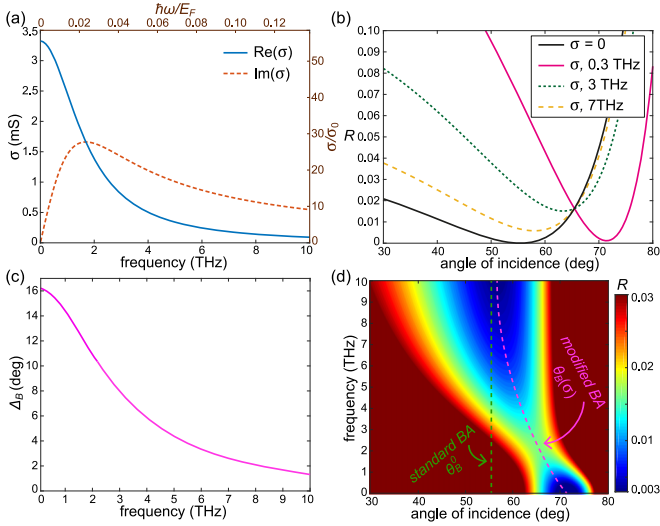 (a)
ħω/E_F
0 0.02 0.04 0.06 0.08 0.1 0.12
3.5
3
2.5
2
1.5
1
0.5
0
σ (mS)
Re(σ)
Im(σ)
50
40
30
20
10
0
σ/σ₀
0 2 4 6 8 10
frequency (THz)
(b)
0.10
0.09
0.08
0.07
0.06
0.05
0.04
0.03
0.02
0.01
0
R
σ = 0
σ, 0.3 THz
σ, 3 THz
σ, 7THz
30 40 50 60 70 80
angle of incidence (deg)
(c)
16
14
12
10
8
6
4
2
0
Δ_B (deg)
0 1 2 3 4 5 6 7 8 9 10
frequency (THz)
(d)
10
9
8
7
6
5
4
3
2
1
0
frequency (THz)
standard BA
θ_B^0
modified BA
θ_B(σ)
30 40 50 60 70 80
angle of incidence (deg)
R
0.03
0.01
0.003